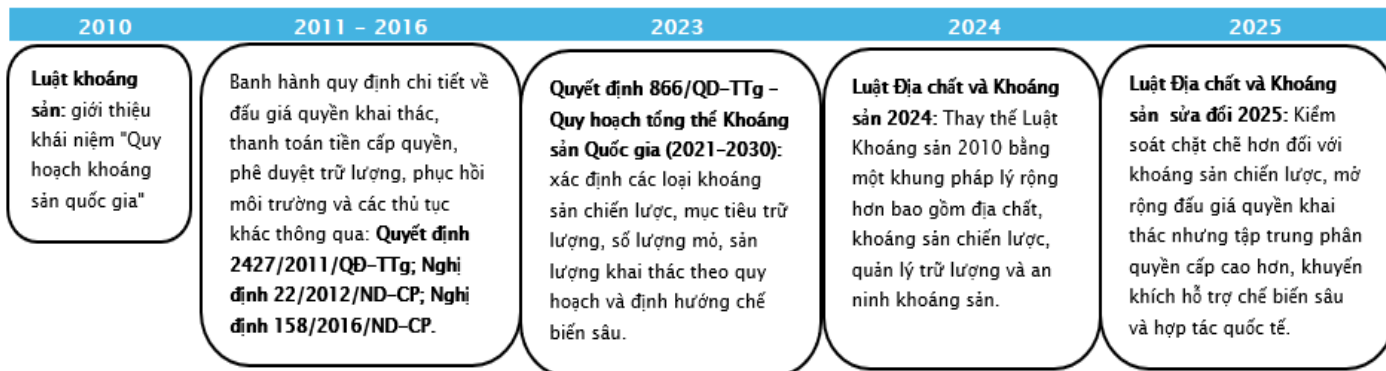 2010
2011 – 2016
2023
2024
2025
Luật khoáng
sản: giới thiệu
khái niệm "Quy
hoạch khoáng
sản quốc gia"
Banh hành quy định chi tiết về
đấu giá quyền khai thác,
thanh toán tiền cấp quyền,
phê duyệt trữ lượng, phục hồi
môi trường và các thủ tục
khác thông qua: Quyết định
2427/2011/QĐ–TTg; Nghị
định 22/2012/ND–CP; Nghị
định 158/2016/ND–CP.
Quyết định 866/QD–TTg –
Quy hoạch tổng thể Khoáng
sản Quốc gia (2021–2030):
xác định các loại khoáng
sản chiến lược, mục tiêu trữ
lượng, số lượng mỏ, sản
lượng khai thác theo quy
hoạch và định hướng chế
biến sâu.
Luật Địa chất và Khoáng
sản 2024: Thay thế Luật
Khoáng sản 2010 bằng
một khung pháp lý rộng
hơn bao gồm địa chất,
khoáng sản chiến lược,
quản lý trữ lượng và an
ninh khoáng sản.
Luật Địa chất và Khoáng
sản sửa đổi 2025: Kiểm
soát chặt chẽ hơn đối với
khoáng sản chiến lược, mở
rộng đấu giá quyền khai
thác nhưng tập trung phân
quyền cấp cao hơn, khuyến
khích hỗ trợ chế biến sâu
và hợp tác quốc tế.